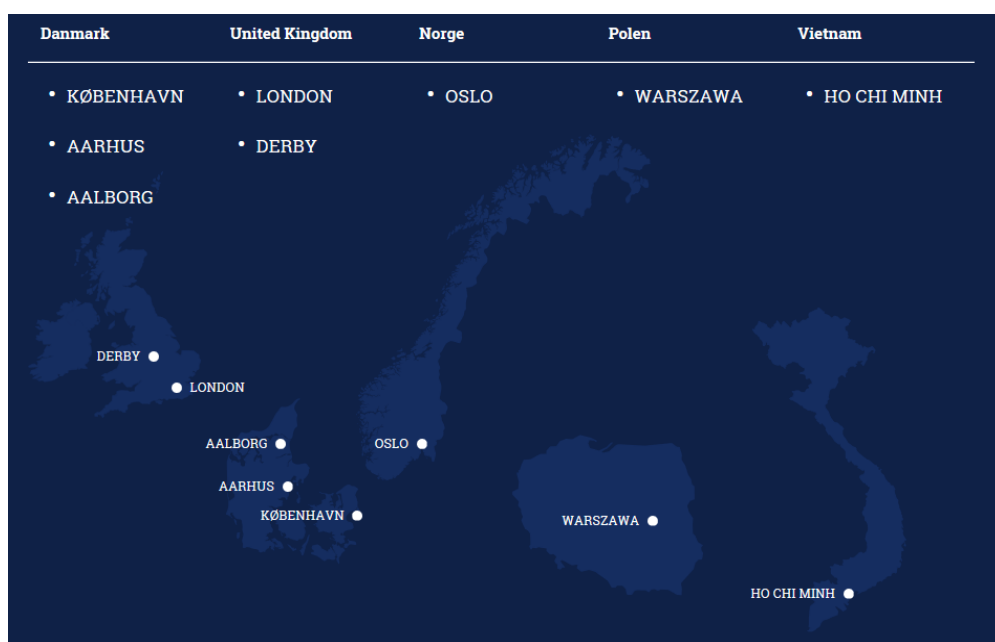 Danmark United Kingdom Norge Polen Vietnam
• KØBENHAVN • LONDON • OSLO • WARSZAWA • HO CHI MINH
• AARHUS • DERBY
• AALBORG
DERBY
LONDON
AALBORG
OSLO
AARHUS
KØBENHAVN
WARSZAWA
HO CHI MINH